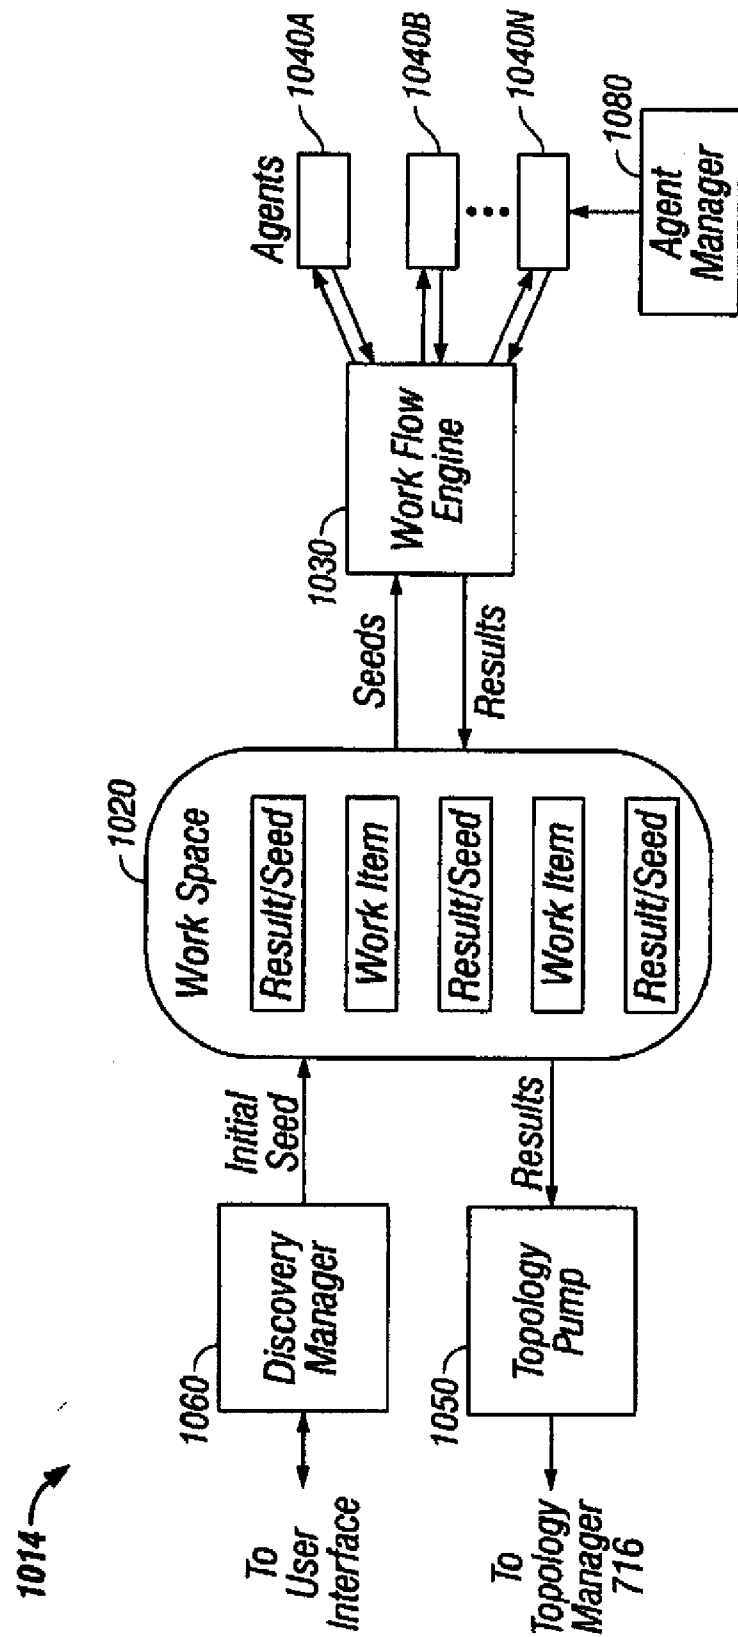 1014
To
User
Interface
1060
Discovery
Manager
Initial
Seed
To
Topology
Manager
716
1050
Topology
Pump
Results
1020
Work Space
Result/Seed
Work Item
Result/Seed
Work Item
Result/Seed
Seeds
Results
1030
Work Flow
Engine
Agents
1040A
1040B
1040N
1080
Agent
Manager